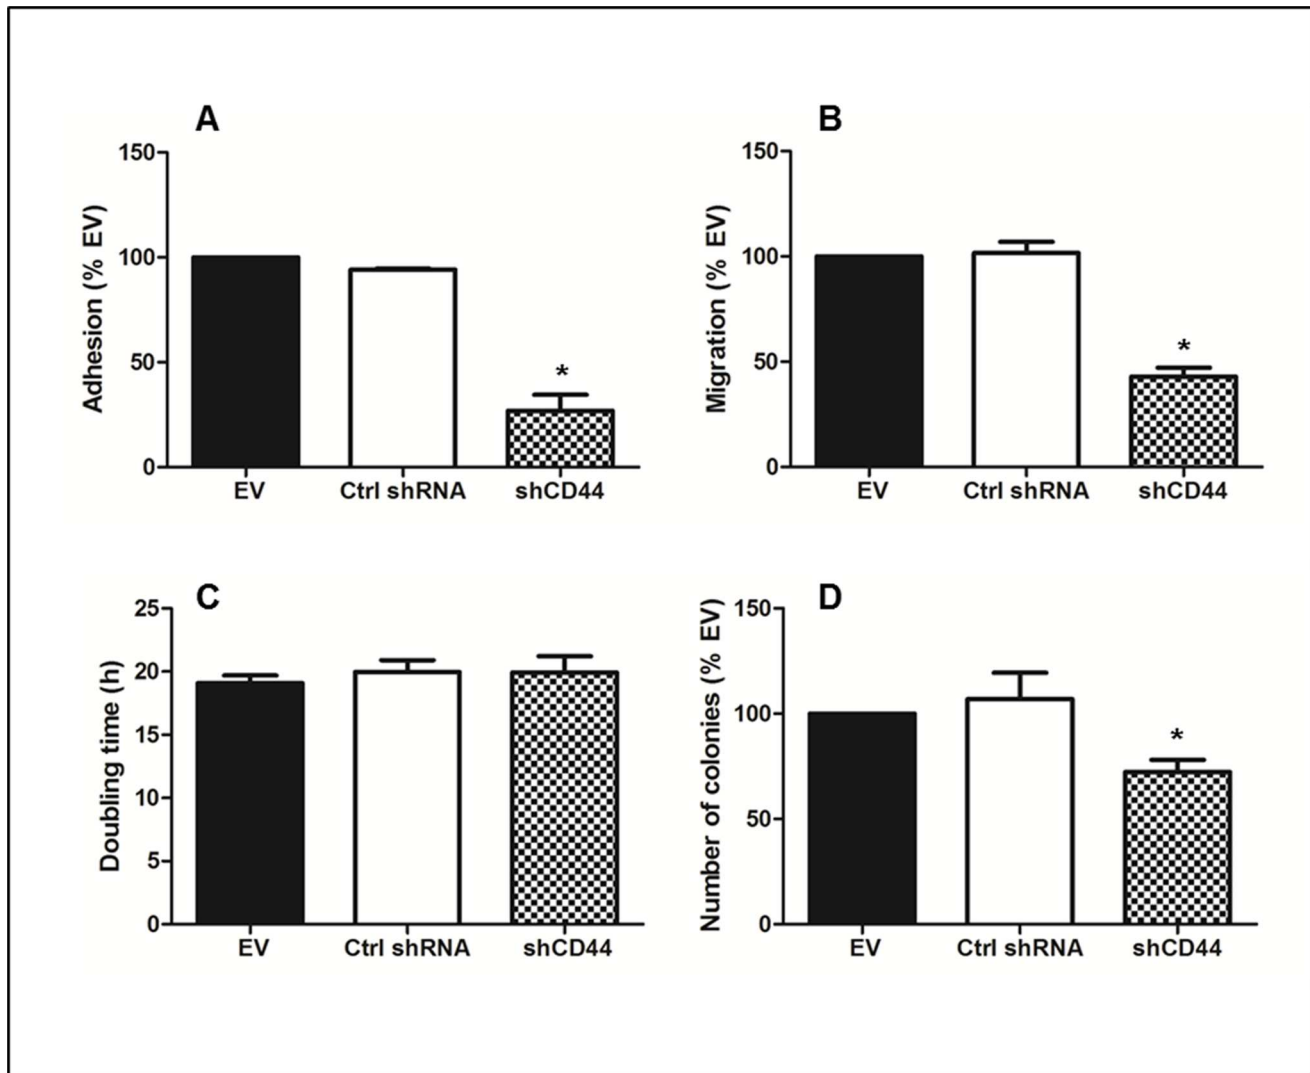 A
150
100
50
0
Adhesion (% EV)
*
EV Ctrl shRNA shCD44
B
150
100
50
0
Migration (% EV)
*
EV Ctrl shRNA shCD44
C
25
20
15
10
5
0
Doubling time (h)
EV Ctrl shRNA shCD44
D
150
100
50
0
Number of colonies (% EV)
*
EV Ctrl shRNA shCD44